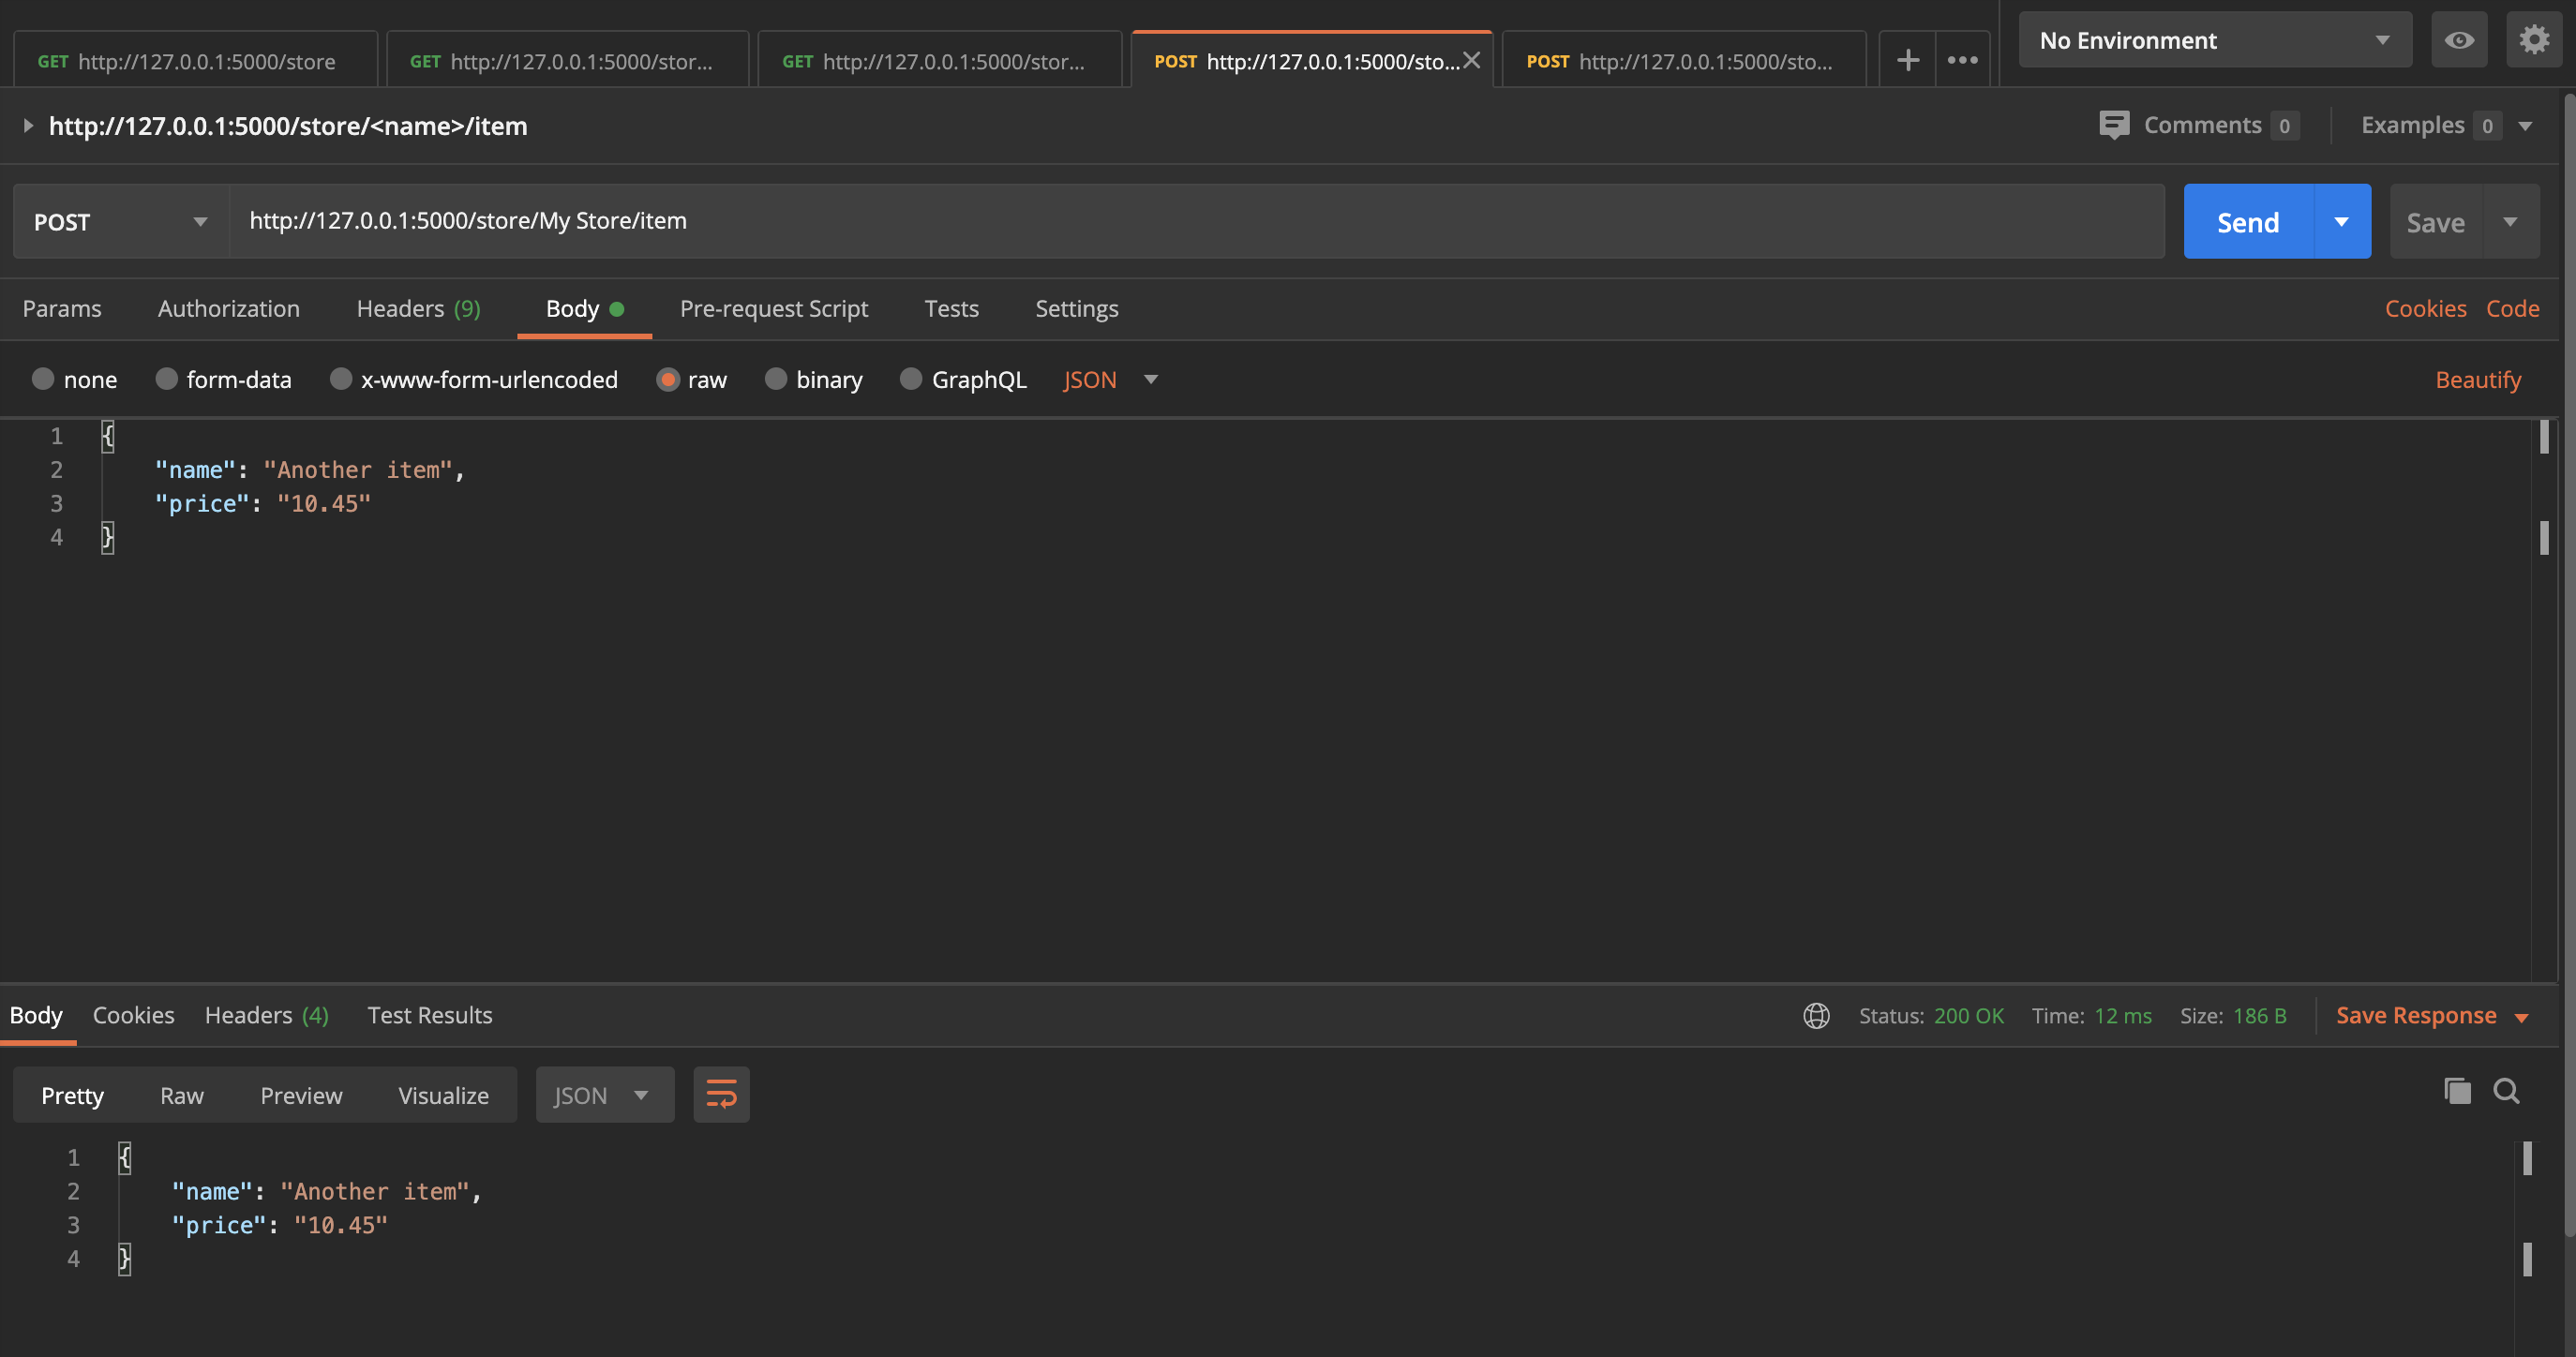 GET http://127.0.0.1:5000/store GET http://127.0.0.1:5000/stor... GET http://127.0.0.1:5000/stor... POST http://127.0.0.1:5000/sto... POST http://127.0.0.1:5000/sto... No Environment
http://127.0.0.1:5000/store/<name>/item Comments 0 Examples 0
POST http://127.0.0.1:5000/store/My Store/item Send Save
Params Authorization Headers (9) Body Pre-request Script Tests Settings Cookies Code
none form-data x-www-form-urlencoded raw binary GraphQL JSON Beautify
1 {
2 "name": "Another item",
3 "price": "10.45"
4 }
Body Cookies Headers (4) Test Results Status: 200 OK Time: 12 ms Size: 186 B Save Response
Pretty Raw Preview Visualize JSON
1 {
2 "name": "Another item",
3 "price": "10.45"
4 }